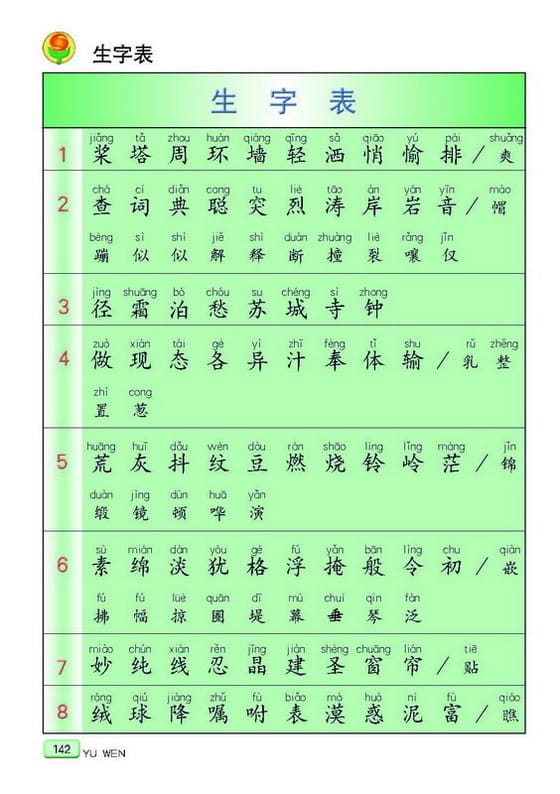 生字表
生 字 表
jiǎng tǎ zhou huán qiáng qīng sǎ qiāo yú pái shuǎng
1 桨 塔 周 环 墙 轻 洒 悄 愉 排 / 爽
chá cí diǎn cong tu liè tāo àn yán yīn mào
2 查 词 典 聪 突 烈 涛 岸 岩 音 / 帽
bèng sì shì jiě shì duàn zhuàng liè rǎng jǐn
蹦 似 似 解 释 断 撞 裂 嚷 仅
jìng shuāng bó chóu su chéng sì zhong
3 径 霜 泊 愁 苏 城 寺 钟
zuò xiàn tài gè yì zhī fèng tǐ shu rǔ zhěng
4 做 现 态 各 异 汁 奉 体 输 / 乳 整
zhì cong
置 葱
huāng huī dǒu wén dòu rán shāo líng lǐng máng jǐn
5 荒 灰 抖 纹 豆 燃 烧 铃 岭 茫 / 锦
duàn jìng dùn huā yǎn
缎 镜 顿 哗 演
sù mián dàn yóu gé fú yǎn bān lìng chu qiàn
6 素 绵 淡 犹 格 浮 掩 般 令 初 / 嵌
fú fú lüè quān dī mù chuí qín fàn
拂 幅 掠 圈 堤 幕 垂 琴 泛
miào chún xiàn rěn jīng jiàn shèng chuāng lián tiē
7 妙 纯 线 忍 晶 建 圣 窗 帘 / 贴
róng qiú jiàng zhǔ fù biǎo mò huò ní fù qiáo
8 绒 球 降 嘱 咐 表 漠 惑 泥 富 / 瞧
142 YU WEN